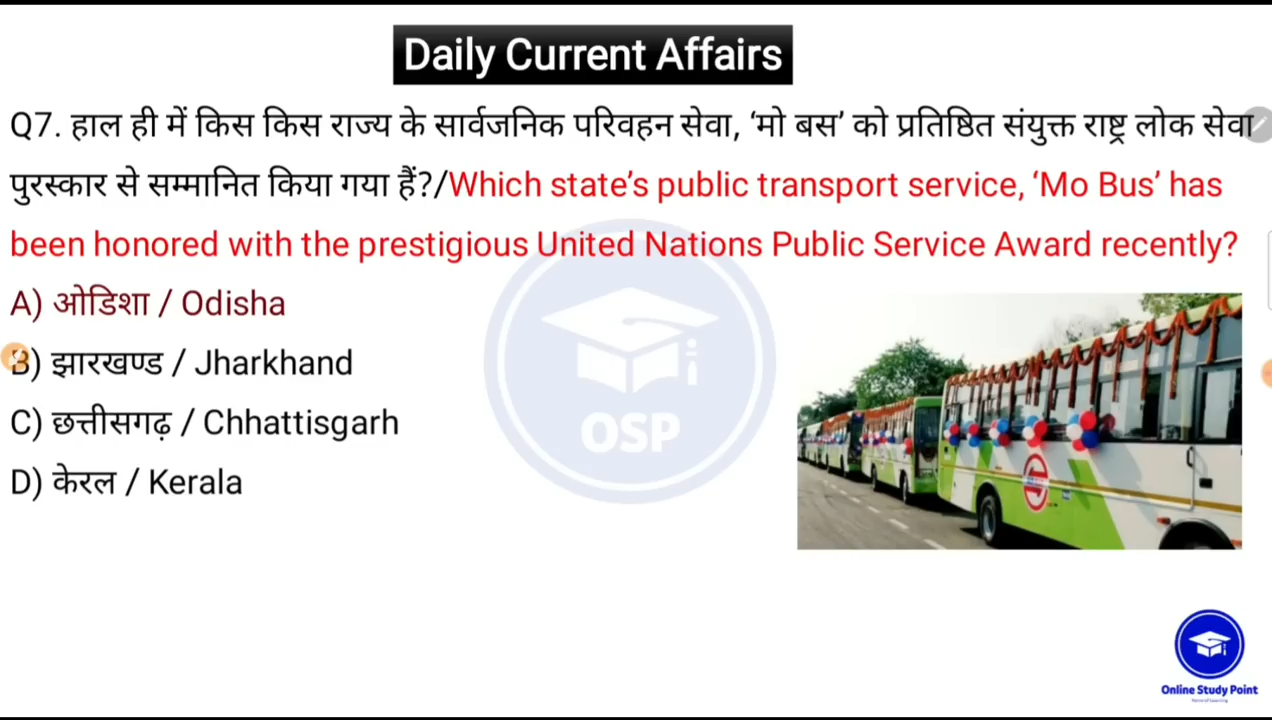 Daily Current Affairs
Q7. हाल ही में किस किस राज्य के सार्वजनिक परिवहन सेवा, ‘मो बस’ को प्रतिष्ठित संयुक्त राष्ट्र लोक सेवा
पुरस्कार से सम्मानित किया गया हैं?/Which state’s public transport service, ‘Mo Bus’ has
been honored with the prestigious United Nations Public Service Award recently?
A) ओडिशा / Odisha
B) झारखण्ड / Jharkhand
C) छत्तीसगढ़ / Chhattisgarh
D) केरल / Kerala
OSP
Online Study Point